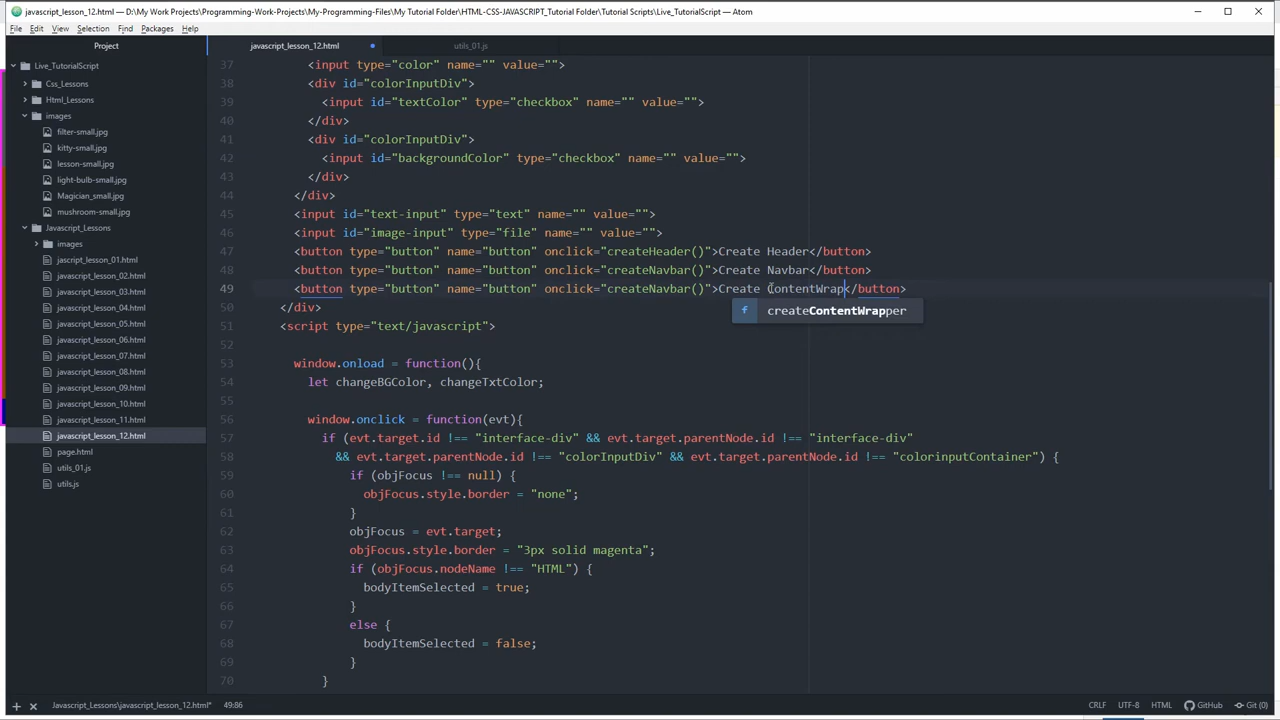 javascript_lesson_12.html — D:\My Work Projects\Programming-Work-Projects\My-Programming-Files\My Tutorial Folder\HTML-CSS-JAVASCRIPT_Tutorial Folder\Tutorial Scripts\Live_TutorialScript — Atom
File Edit View Selection Find Packages Help
Project
javascript_lesson_12.html
utils_01.js
Live_TutorialScript
Css_Lessons
Html_Lessons
images
filter-small.jpg
kitty-small.jpg
lesson-small.jpg
light-bulb-small.jpg
Magician_small.jpg
mushroom-small.jpg
Javascript_Lessons
images
jascript_lesson_01.html
javascript_lesson_02.html
javascript_lesson_03.html
javascript_lesson_04.html
javascript_lesson_05.html
javascript_lesson_06.html
javascript_lesson_07.html
javascript_lesson_08.html
javascript_lesson_09.html
javascript_lesson_10.html
javascript_lesson_11.html
javascript_lesson_12.html
page.html
utils_01.js
utils.js
37 <input type="color" name="" value="">
38 <div id="colorInputDiv">
39 <input id="textColor" type="checkbox" name="" value="">
40 </div>
41 <div id="colorInputDiv">
42 <input id="backgroundColor" type="checkbox" name="" value="">
43 </div>
44 </div>
45 <input id="text-input" type="text" name="" value="">
46 <input id="image-input" type="file" name="" value="">
47 <button type="button" name="button" onclick="createHeader()">Create Header</button>
48 <button type="button" name="button" onclick="createNavbar()">Create Navbar</button>
49 <button type="button" name="button" onclick="createNavbar()">Create ContentWrap</button>
50 </div>
f createContentWrapper
51 <script type="text/javascript">
52
53 window.onload = function(){
54 let changeBGColor, changeTxtColor;
55
56 window.onclick = function(evt){
57 if (evt.target.id !== "interface-div" && evt.target.parentNode.id !== "interface-div"
58 && evt.target.parentNode.id !== "colorInputDiv" && evt.target.parentNode.id !== "colorinputContainer") {
59 if (objFocus !== null) {
60 objFocus.style.border = "none";
61 }
62 objFocus = evt.target;
63 objFocus.style.border = "3px solid magenta";
64 if (objFocus.nodeName !== "HTML") {
65 bodyItemSelected = true;
66 }
67 else {
68 bodyItemSelected = false;
69 }
70 }
Javascript_Lessons\javascript_lesson_12.html* 49:86 CRLF UTF-8 HTML GitHub Git (0)